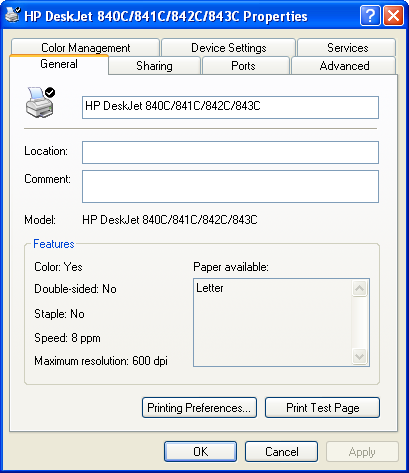 HP DeskJet 840C/841C/842C/843C Properties
Color Management Device Settings Services
General Sharing Ports Advanced
HP DeskJet 840C/841C/842C/843C
Location:
Comment:
Model: HP DeskJet 840C/841C/842C/843C
Features
Color: Yes Paper available:
Double-sided: No Letter
Staple: No
Speed: 8 ppm
Maximum resolution: 600 dpi
Printing Preferences... Print Test Page
OK Cancel Apply